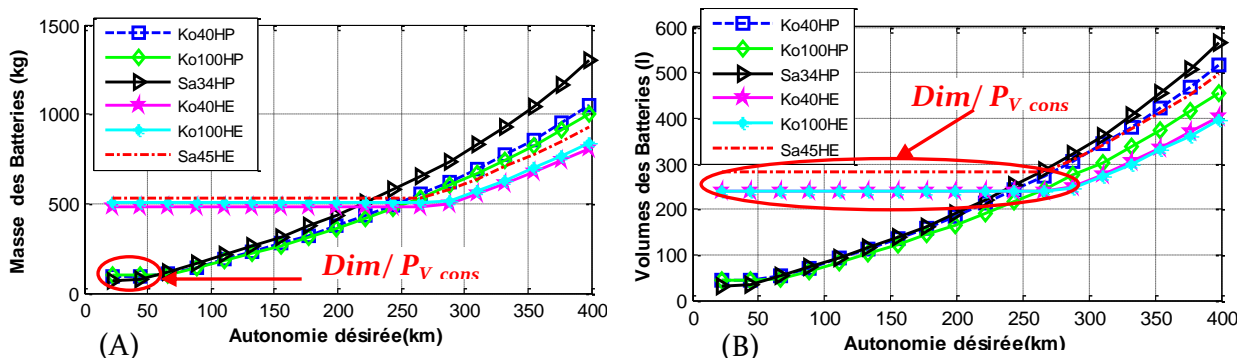 Masse des Batteries (kg)
1500
1000
500
0
Ko40HP
Ko100HP
Sa34HP
Ko40HE
Ko100HE
Sa45HE
Dim/ P_V cons
0 50 100 150 200 250 300 350 400
Autonomie désirée(km)
(A)
Volumes des Batteries (l)
600
500
400
300
200
100
0
Ko40HP
Ko100HP
Sa34HP
Ko40HE
Ko100HE
Sa45HE
Dim/ P_V cons
0 50 100 150 200 250 300 350 400
Autonomie désirée(km)
(B)